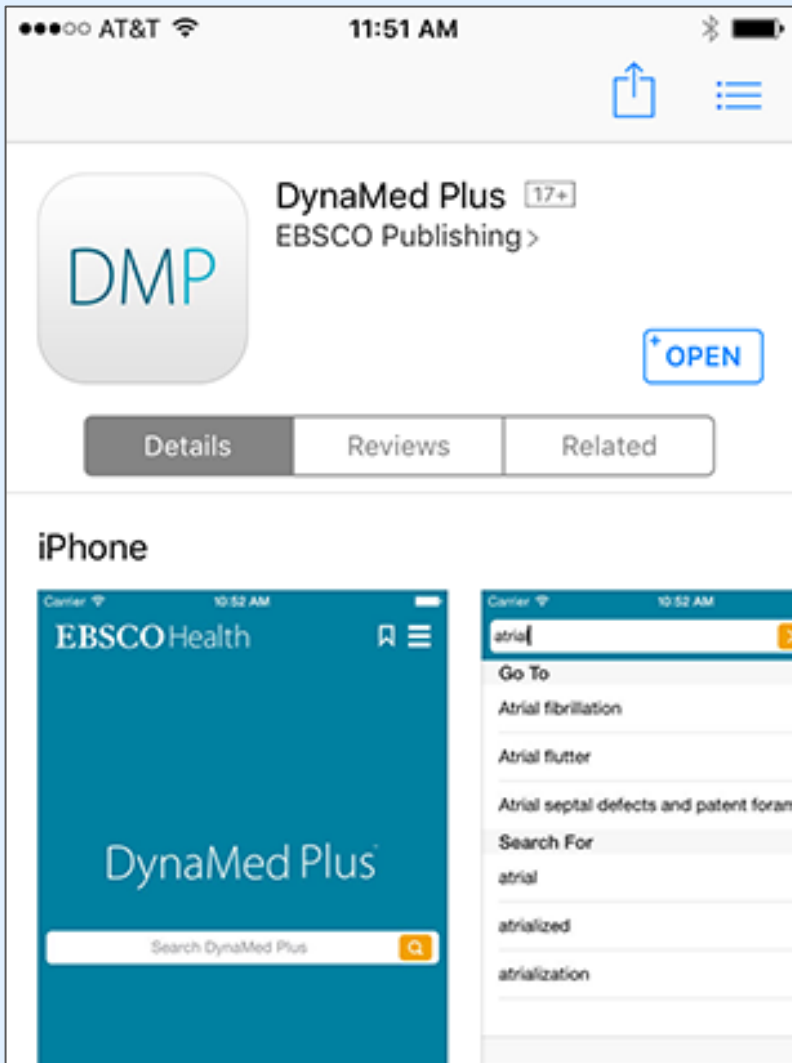 AT&T 11:51 AM
DynaMed Plus 17+
EBSCO Publishing >
DMP
+ OPEN
Details Reviews Related
iPhone
Carrier 10:52 AM
EBSCO Health
DynaMed Plus
Search DynaMed Plus
Carrier 10:52 AM
atrial
Go To
Atrial fibrillation
Atrial flutter
Atrial septal defects and patent foram
Search For
atrial
atrialized
atrialization